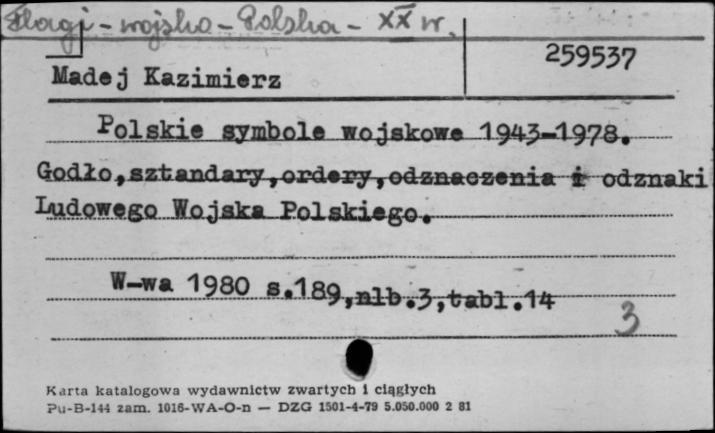 Flagi - wojsko - Polska - XX w.
259537
Madej Kazimierz
Polskie symbole wojskowe 1943-1978.
Godło,sztandary,ordery,odznaczenia i odznaki
Ludowego Wojska Polskiego.
W-wa 1980 s.189,nlb.3,tabl.14
3
Karta katalogowa wydawnictw zwartych i ciągłych
Pu-B-144 zam. 1016-WA-O-n — DZG 1501-4-79 5.050.000 2 81